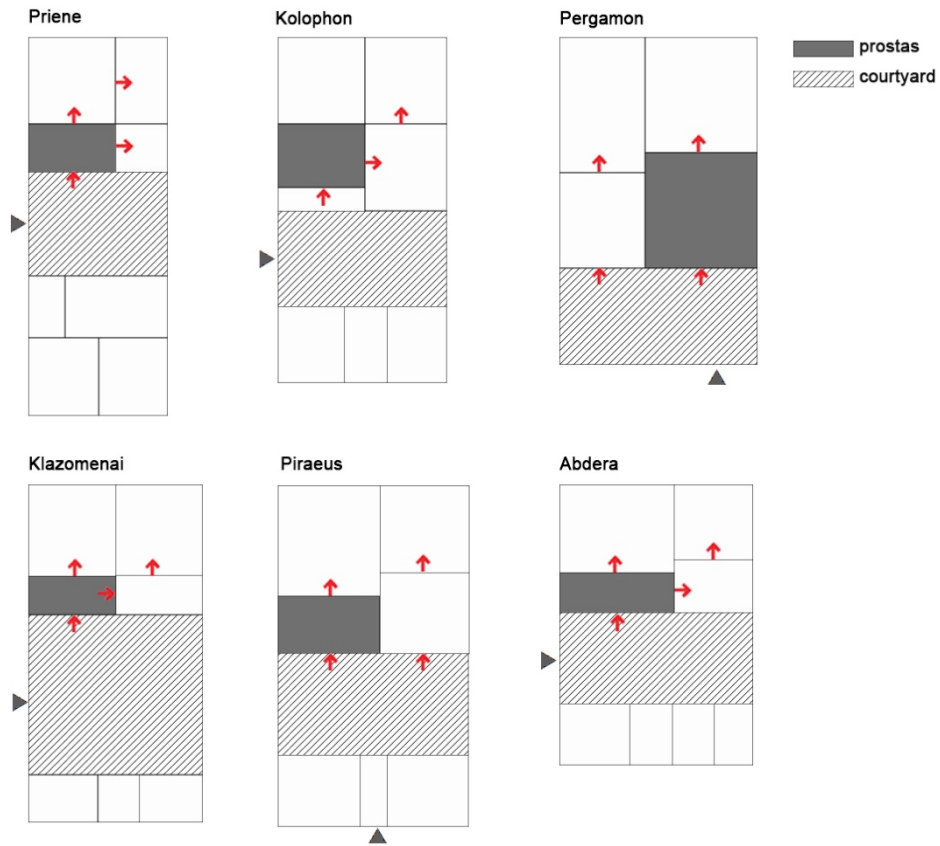 Priene
Kolophon
Pergamon
prostas
courtyard
Klazomenai
Piraeus
Abdera